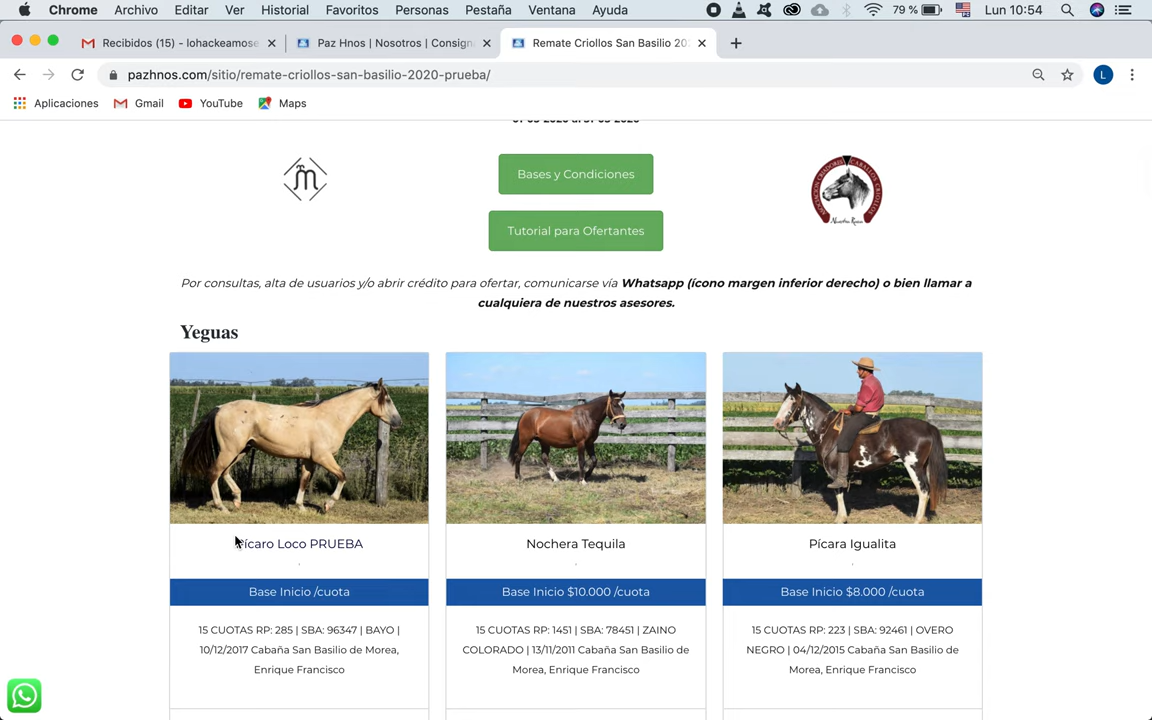 Chrome Archivo Editar Ver Historial Favoritos Personas Pestaña Ventana Ayuda 79 % Lun 10:54
Recibidos (15) - lohackeamose
Paz Hnos | Nosotros | Consign
Remate Criollos San Basilio 20
pazhnos.com/sitio/remate-criollos-san-basilio-2020-prueba/
L
Aplicaciones Gmail YouTube Maps
Bases y Condiciones
Tutorial para Ofertantes
Por consultas, alta de usuarios y/o abrir crédito para ofertar, comunicarse vía Whatsapp (ícono margen inferior derecho) o bien llamar a
cualquiera de nuestros asesores.
Yeguas
Pícaro Loco PRUEBA
Base Inicio /cuota
15 CUOTAS RP: 285 | SBA: 96347 | BAYO |
10/12/2017 Cabaña San Basilio de Morea,
Enrique Francisco
Nochera Tequila
Base Inicio $10.000 /cuota
15 CUOTAS RP: 1451 | SBA: 78451 | ZAINO
COLORADO | 13/11/2011 Cabaña San Basilio de
Morea, Enrique Francisco
Pícara Igualita
Base Inicio $8.000 /cuota
15 CUOTAS RP: 223 | SBA: 92461 | OVERO
NEGRO | 04/12/2015 Cabaña San Basilio de
Morea, Enrique Francisco